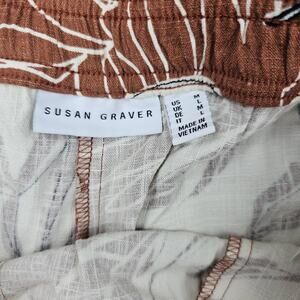 SUSAN GRAVER
US M
UK L
DE M
IT L
MADE IN
VIETNAM